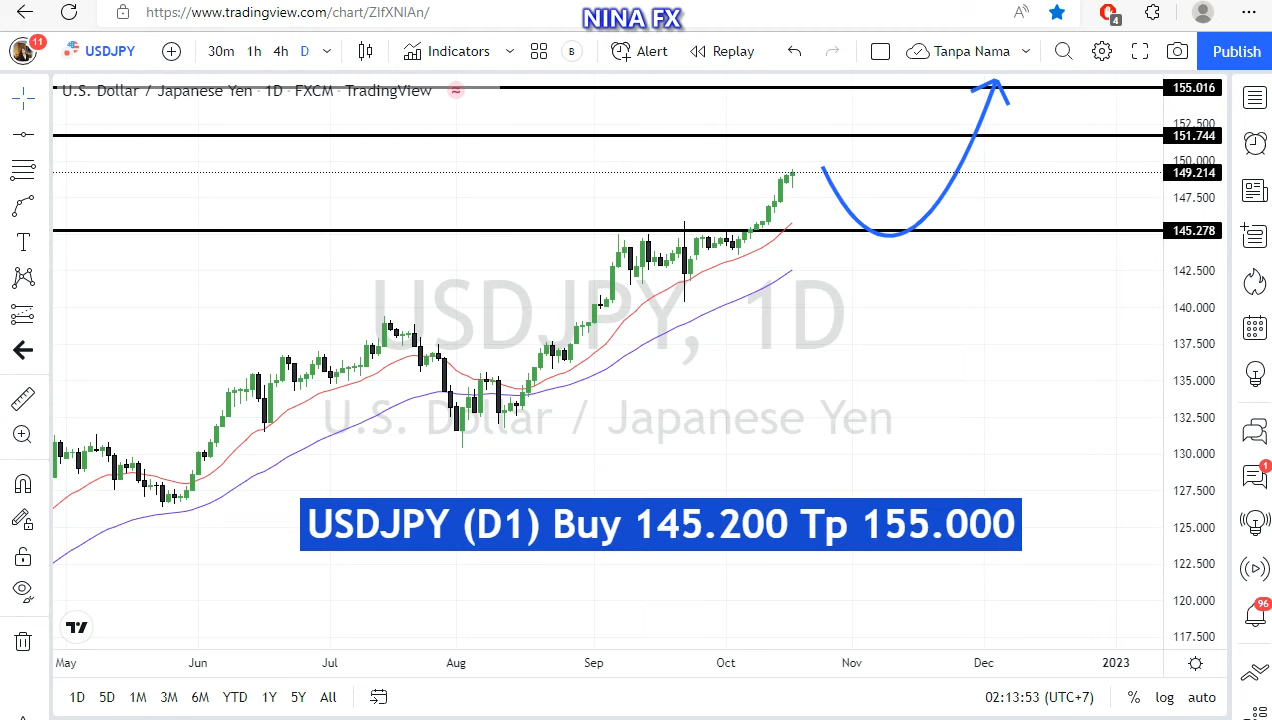 https://www.tradingview.com/chart/ZIfXNIAn/
NINA FX
11
USDJPY
30m 1h 4h D
Indicators
B
Alert
Replay
Tanpa Nama
4
Publish
U.S. Dollar / Japanese Yen · 1D · FXCM · TradingView
155.016
152.500
151.744
150.000
149.214
147.500
145.278
142.500
140.000
137.500
135.000
132.500
130.000
127.500
125.000
122.500
120.000
117.500
USDJPY, 1D
U.S. Dollar / Japanese Yen
USDJPY (D1) Buy 145.200 Tp 155.000
1
96
May Jun Jul Aug Sep Oct Nov Dec 2023
1D 5D 1M 3M 6M YTD 1Y 5Y All
02:13:53 (UTC+7) % log auto